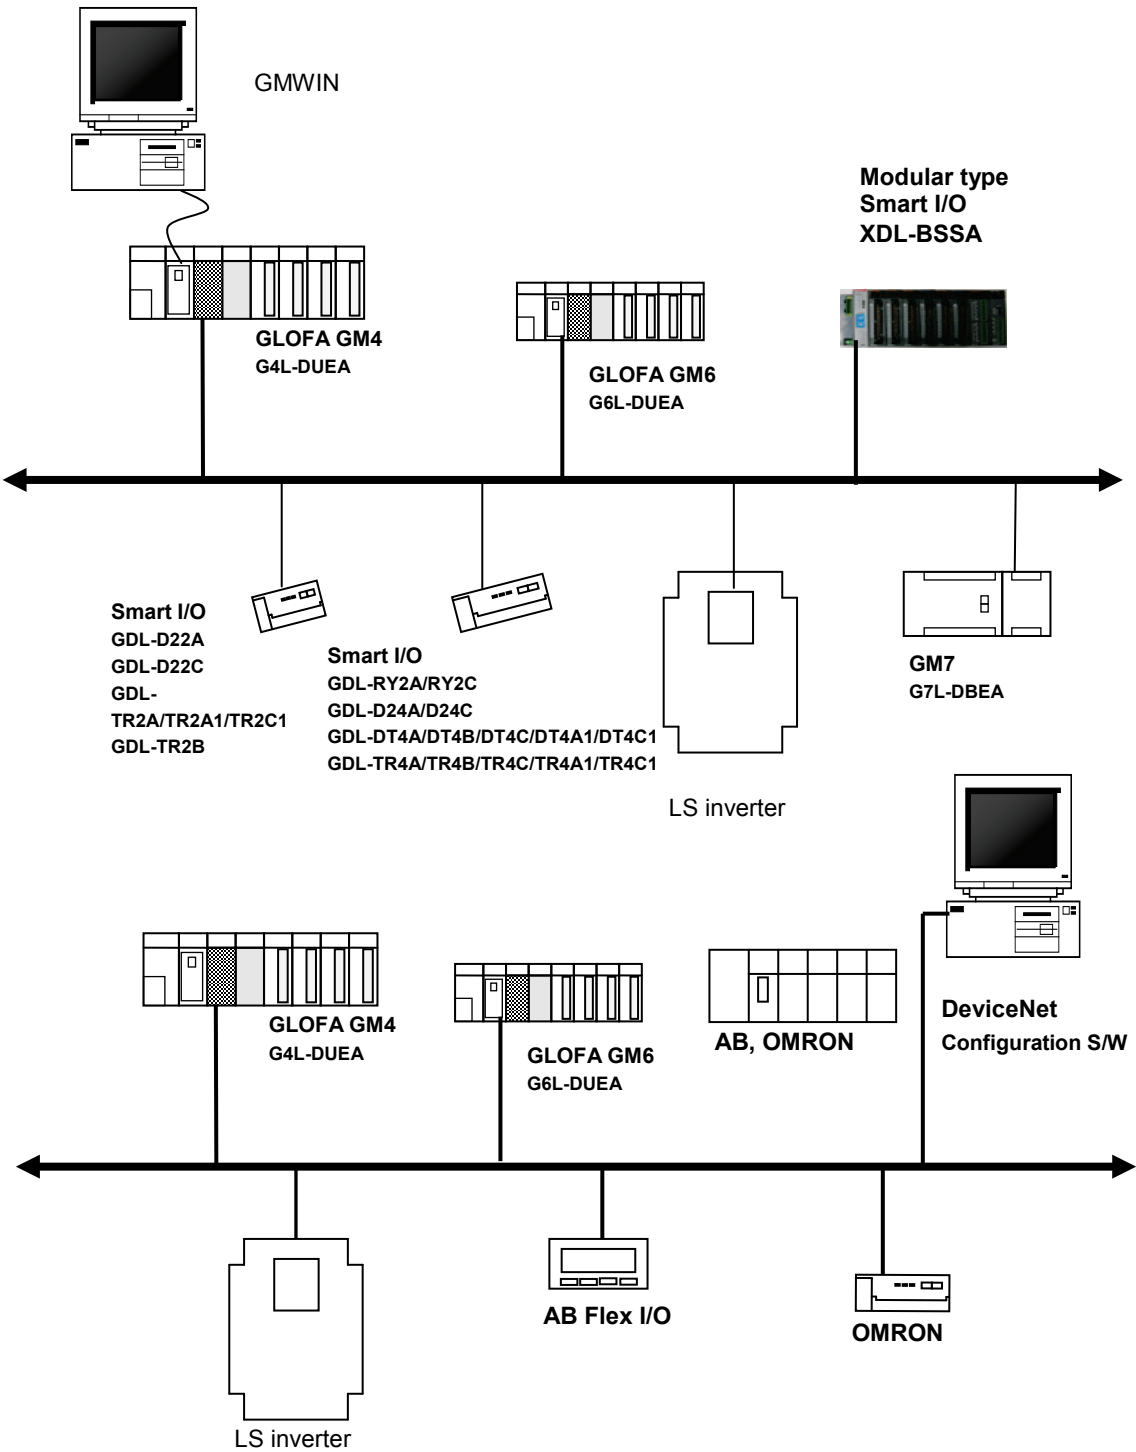 GMWIN
Modular type
Smart I/O
XDL-BSSA
GLOFA GM4
G4L-DUEA
GLOFA GM6
G6L-DUEA
Smart I/O
GDL-D22A
GDL-D22C
GDL-
TR2A/TR2A1/TR2C1
GDL-TR2B
Smart I/O
GDL-RY2A/RY2C
GDL-D24A/D24C
GDL-DT4A/DT4B/DT4C/DT4A1/DT4C1
GDL-TR4A/TR4B/TR4C/TR4A1/TR4C1
GM7
G7L-DBEA
LS inverter
GLOFA GM4
G4L-DUEA
GLOFA GM6
G6L-DUEA
AB, OMRON
DeviceNet
Configuration S/W
AB Flex I/O
OMRON
LS inverter